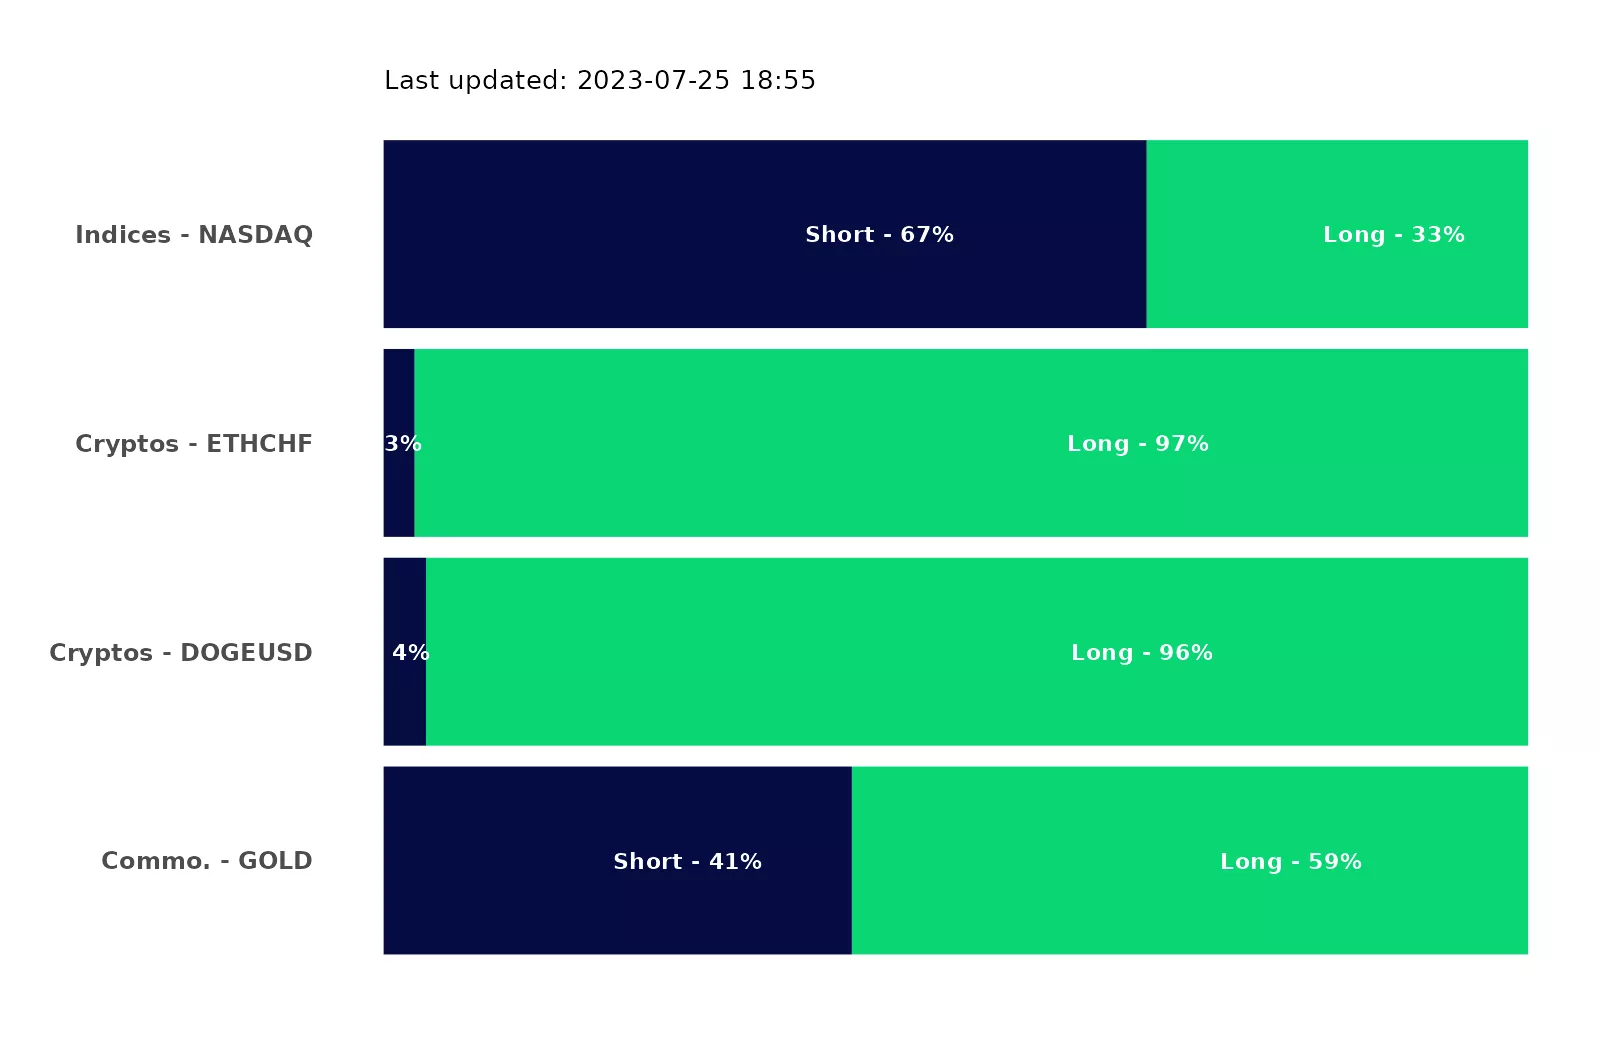 Last updated: 2023-07-25 18:55
Indices - NASDAQ
Short - 67%
Long - 33%
Cryptos - ETHCHF
3%
Long - 97%
Cryptos - DOGEUSD
4%
Long - 96%
Commo. - GOLD
Short - 41%
Long - 59%